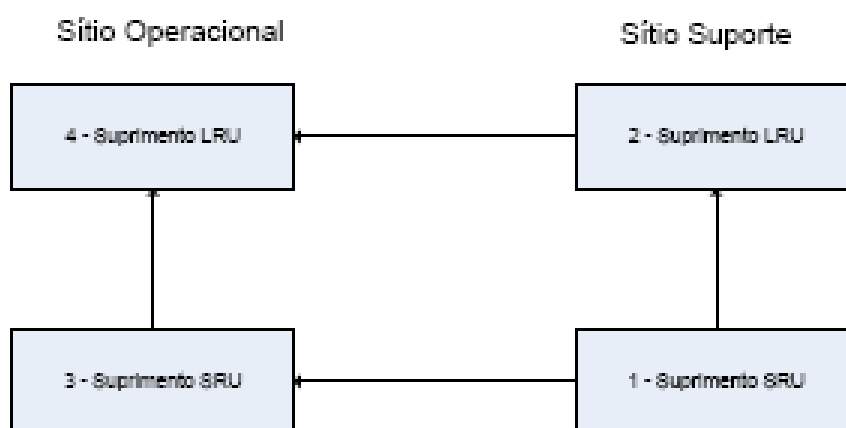 Sítio Operacional
Sítio Suporte
4 - Suprimento LRU
2 - Suprimento LRU
3 - Suprimento SRU
1 - Suprimento SRU